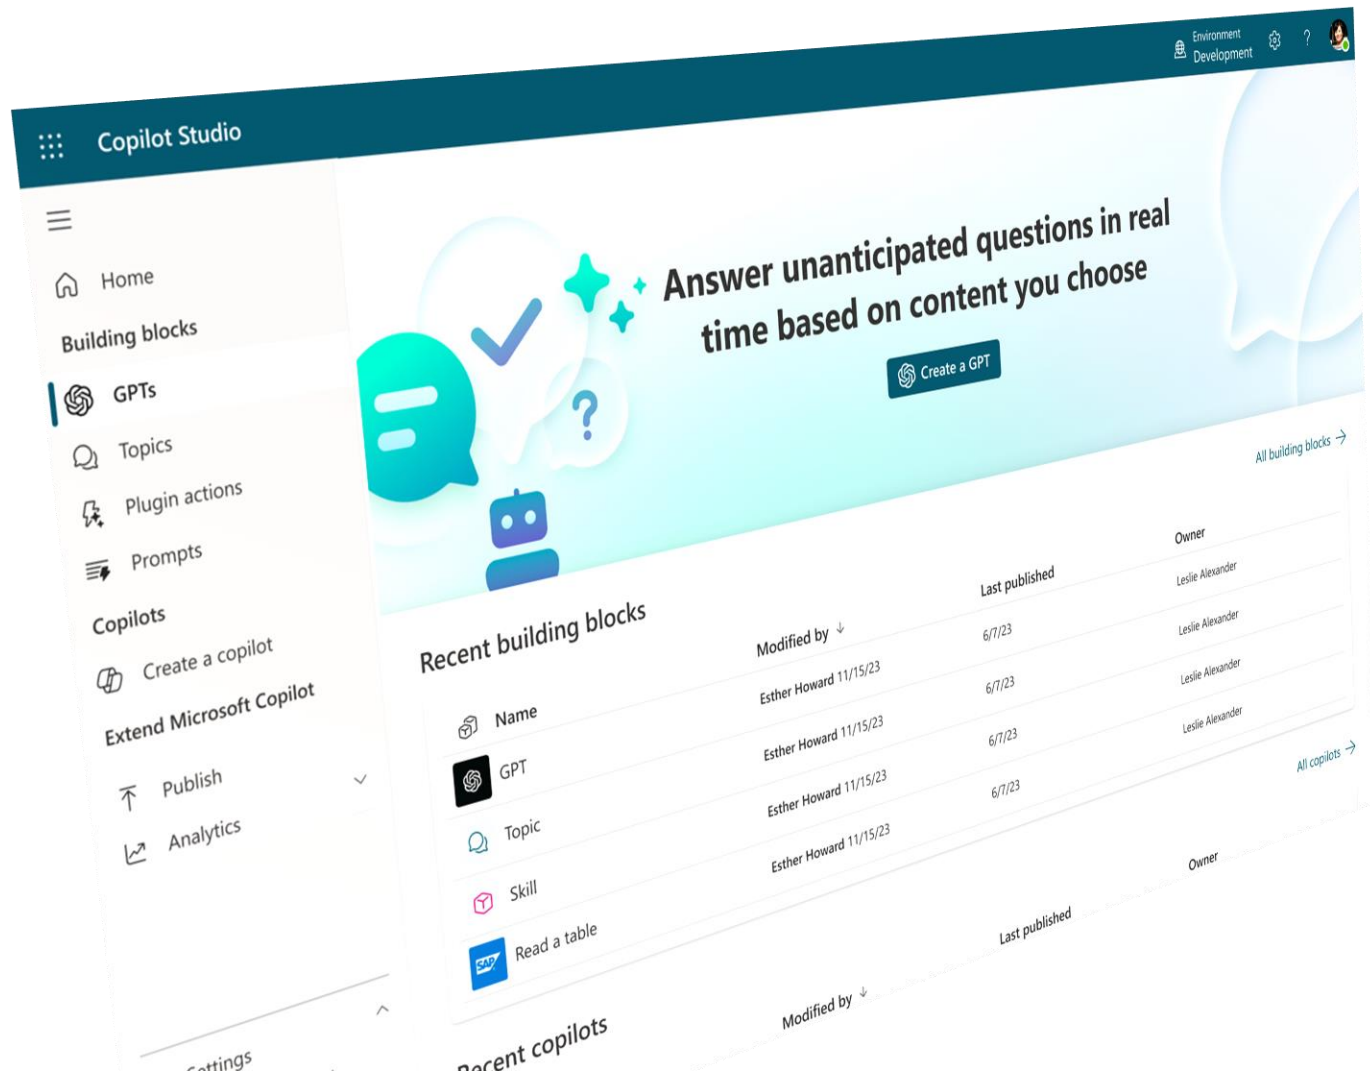 Environment
Development
?
Copilot Studio
Home
Building blocks
GPTs
Topics
Plugin actions
Prompts
Copilots
Create a copilot
Extend Microsoft Copilot
Publish
Analytics
Answer unanticipated questions in real
time based on content you choose
Create a GPT
?
All building blocks →
Recent building blocks
Name Modified by ↓ Last published Owner
GPT Esther Howard 11/15/23 6/7/23 Leslie Alexander
Topic Esther Howard 11/15/23 6/7/23 Leslie Alexander
Skill Esther Howard 11/15/23 6/7/23 Leslie Alexander
SAP Read a table Esther Howard 11/15/23 6/7/23 Leslie Alexander
All copilots →
Recent copilots
Modified by ↓ Last published Owner
Settings